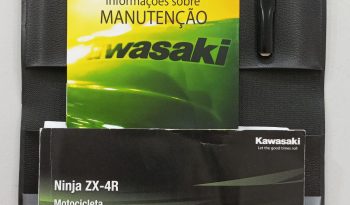 Informações sobre
MANUTENÇÃO
Kawasaki
Kawasaki
Let the good times roll
Ninja ZX-4R
Motocicleta